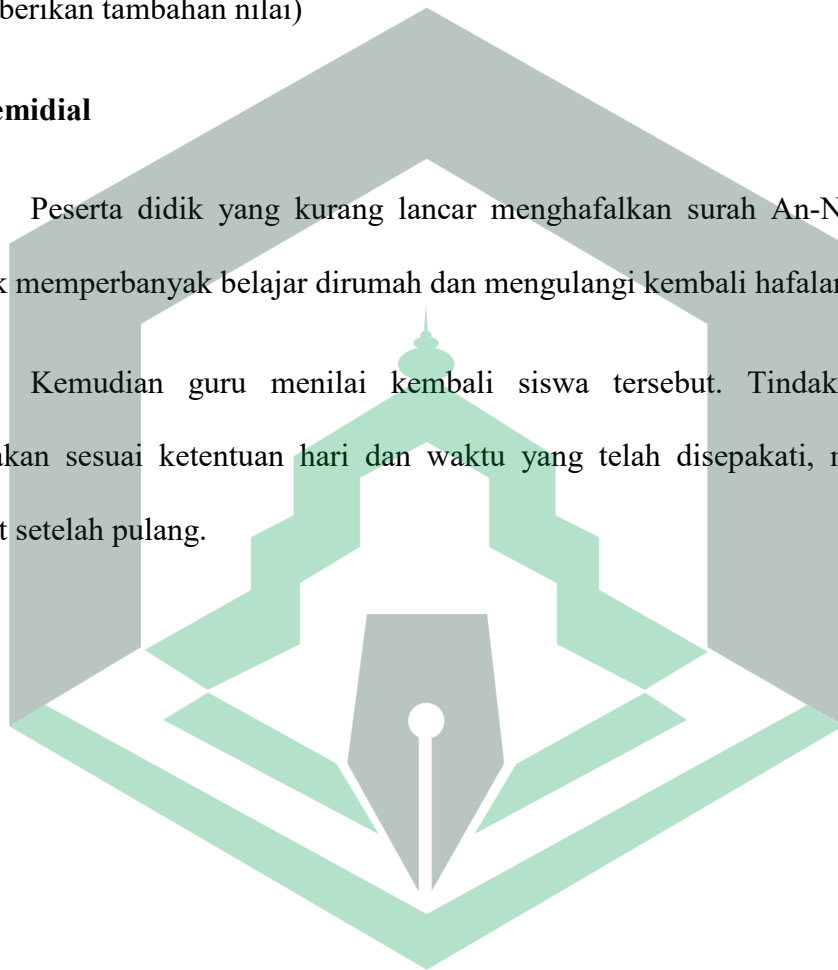 berikan tambahan nilai)
emidial
Peserta didik yang kurang lancar menghafalkan surah An-N
k memperbanyak belajar dirumah dan mengulangi kembali hafalan
Kemudian guru menilai kembali siswa tersebut. Tindak
akan sesuai ketentuan hari dan waktu yang telah disepakati, m
t setelah pulang.